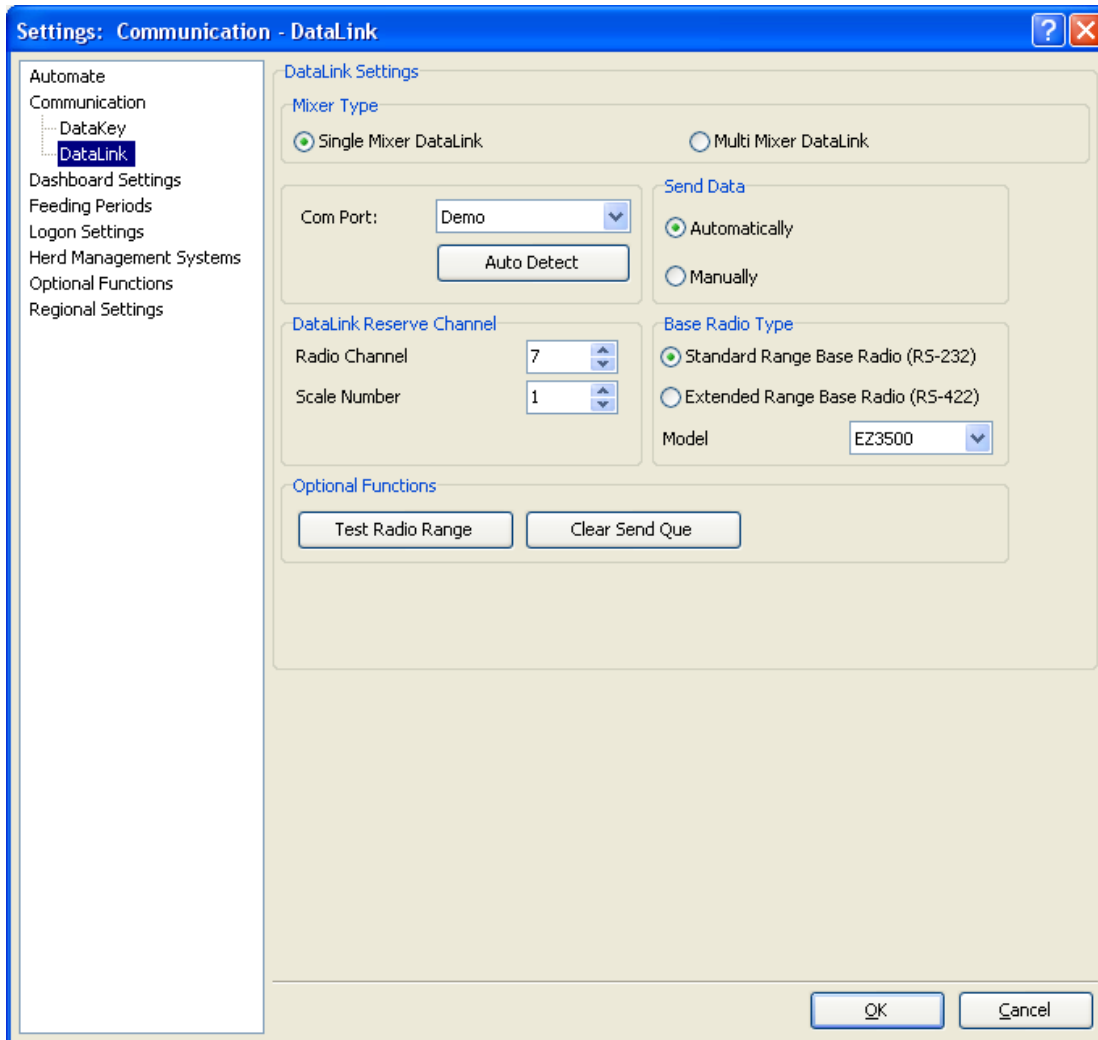 Settings: Communication - DataLink
Automate
Communication
DataKey
DataLink
Dashboard Settings
Feeding Periods
Logon Settings
Herd Management Systems
Optional Functions
Regional Settings
DataLink Settings
Mixer Type
Single Mixer DataLink
Multi Mixer DataLink
Com Port:
Demo
Auto Detect
Send Data
Automatically
Manually
DataLink Reserve Channel
Radio Channel
7
Scale Number
1
Base Radio Type
Standard Range Base Radio (RS-232)
Extended Range Base Radio (RS-422)
Model
EZ3500
Optional Functions
Test Radio Range
Clear Send Que
OK
Cancel